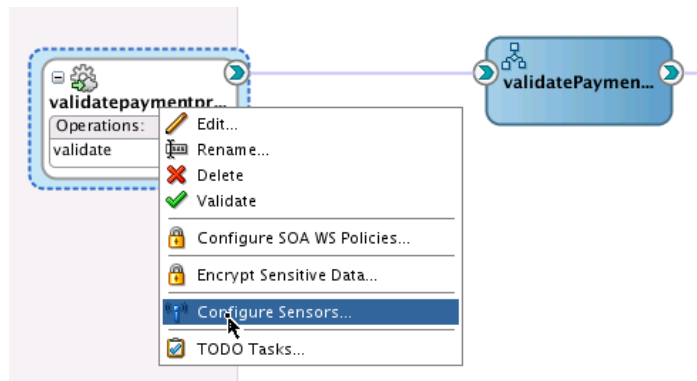 validatepaymentpr...
Operations:
validate
validatePaymen...
Edit...
Rename...
Delete
Validate
Configure SOA WS Policies...
Encrypt Sensitive Data...
Configure Sensors...
TODO Tasks...